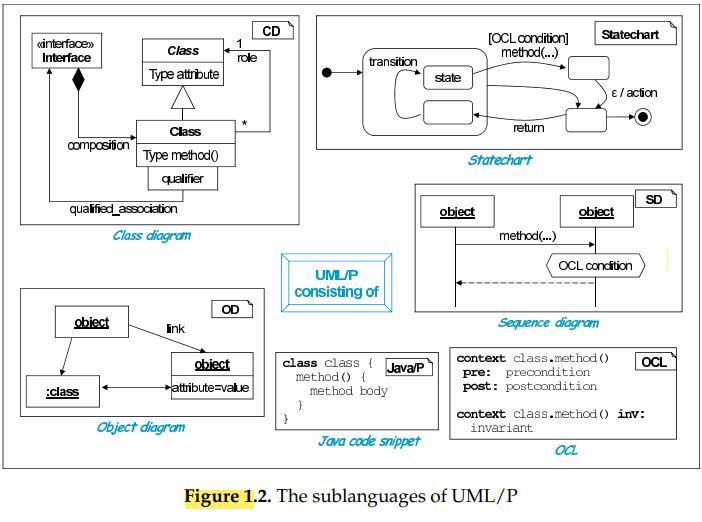 CD
«interface»
Interface
Class
Type attribute
1
role
*
composition
Class
Type method()
qualifier
qualified_association
Class diagram
Statechart
[OCL condition]
method(...)
transition
state
ε / action
return
Statechart
UML/P
consisting of
SD
object
object
method(...)
OCL condition
Sequence diagram
OD
object
link
object
attribute=value
:class
Object diagram
Java/P
class class {
method() {
method body
}
}
Java code snippet
OCL
context class.method()
pre: precondition
post: postcondition
context class.method() inv:
invariant
OCL
Figure 1.2. The sublanguages of UML/P